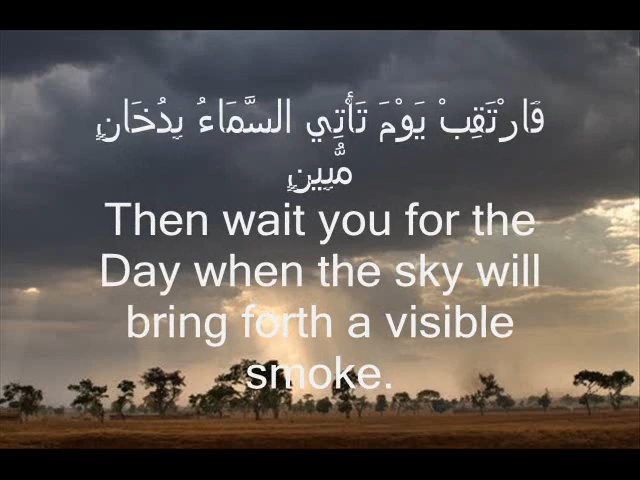 فَارْتَقِبْ يَوْمَ تَأْتِي السَّمَاءُ بِدُخَانٍ
مُّبِينٍ
Then wait you for the
Day when the sky will
bring forth a visible
smoke.